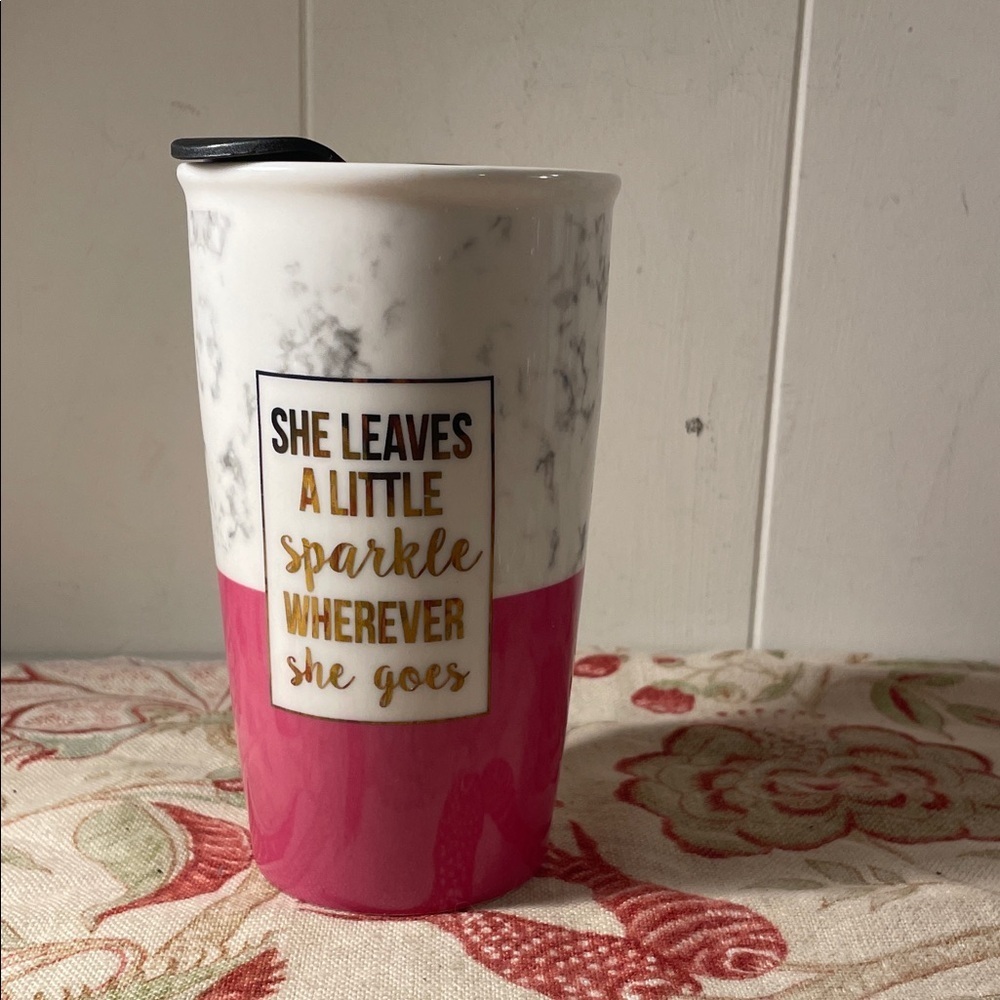 SHE LEAVES
A LITTLE
sparkle
WHEREVER
she goes